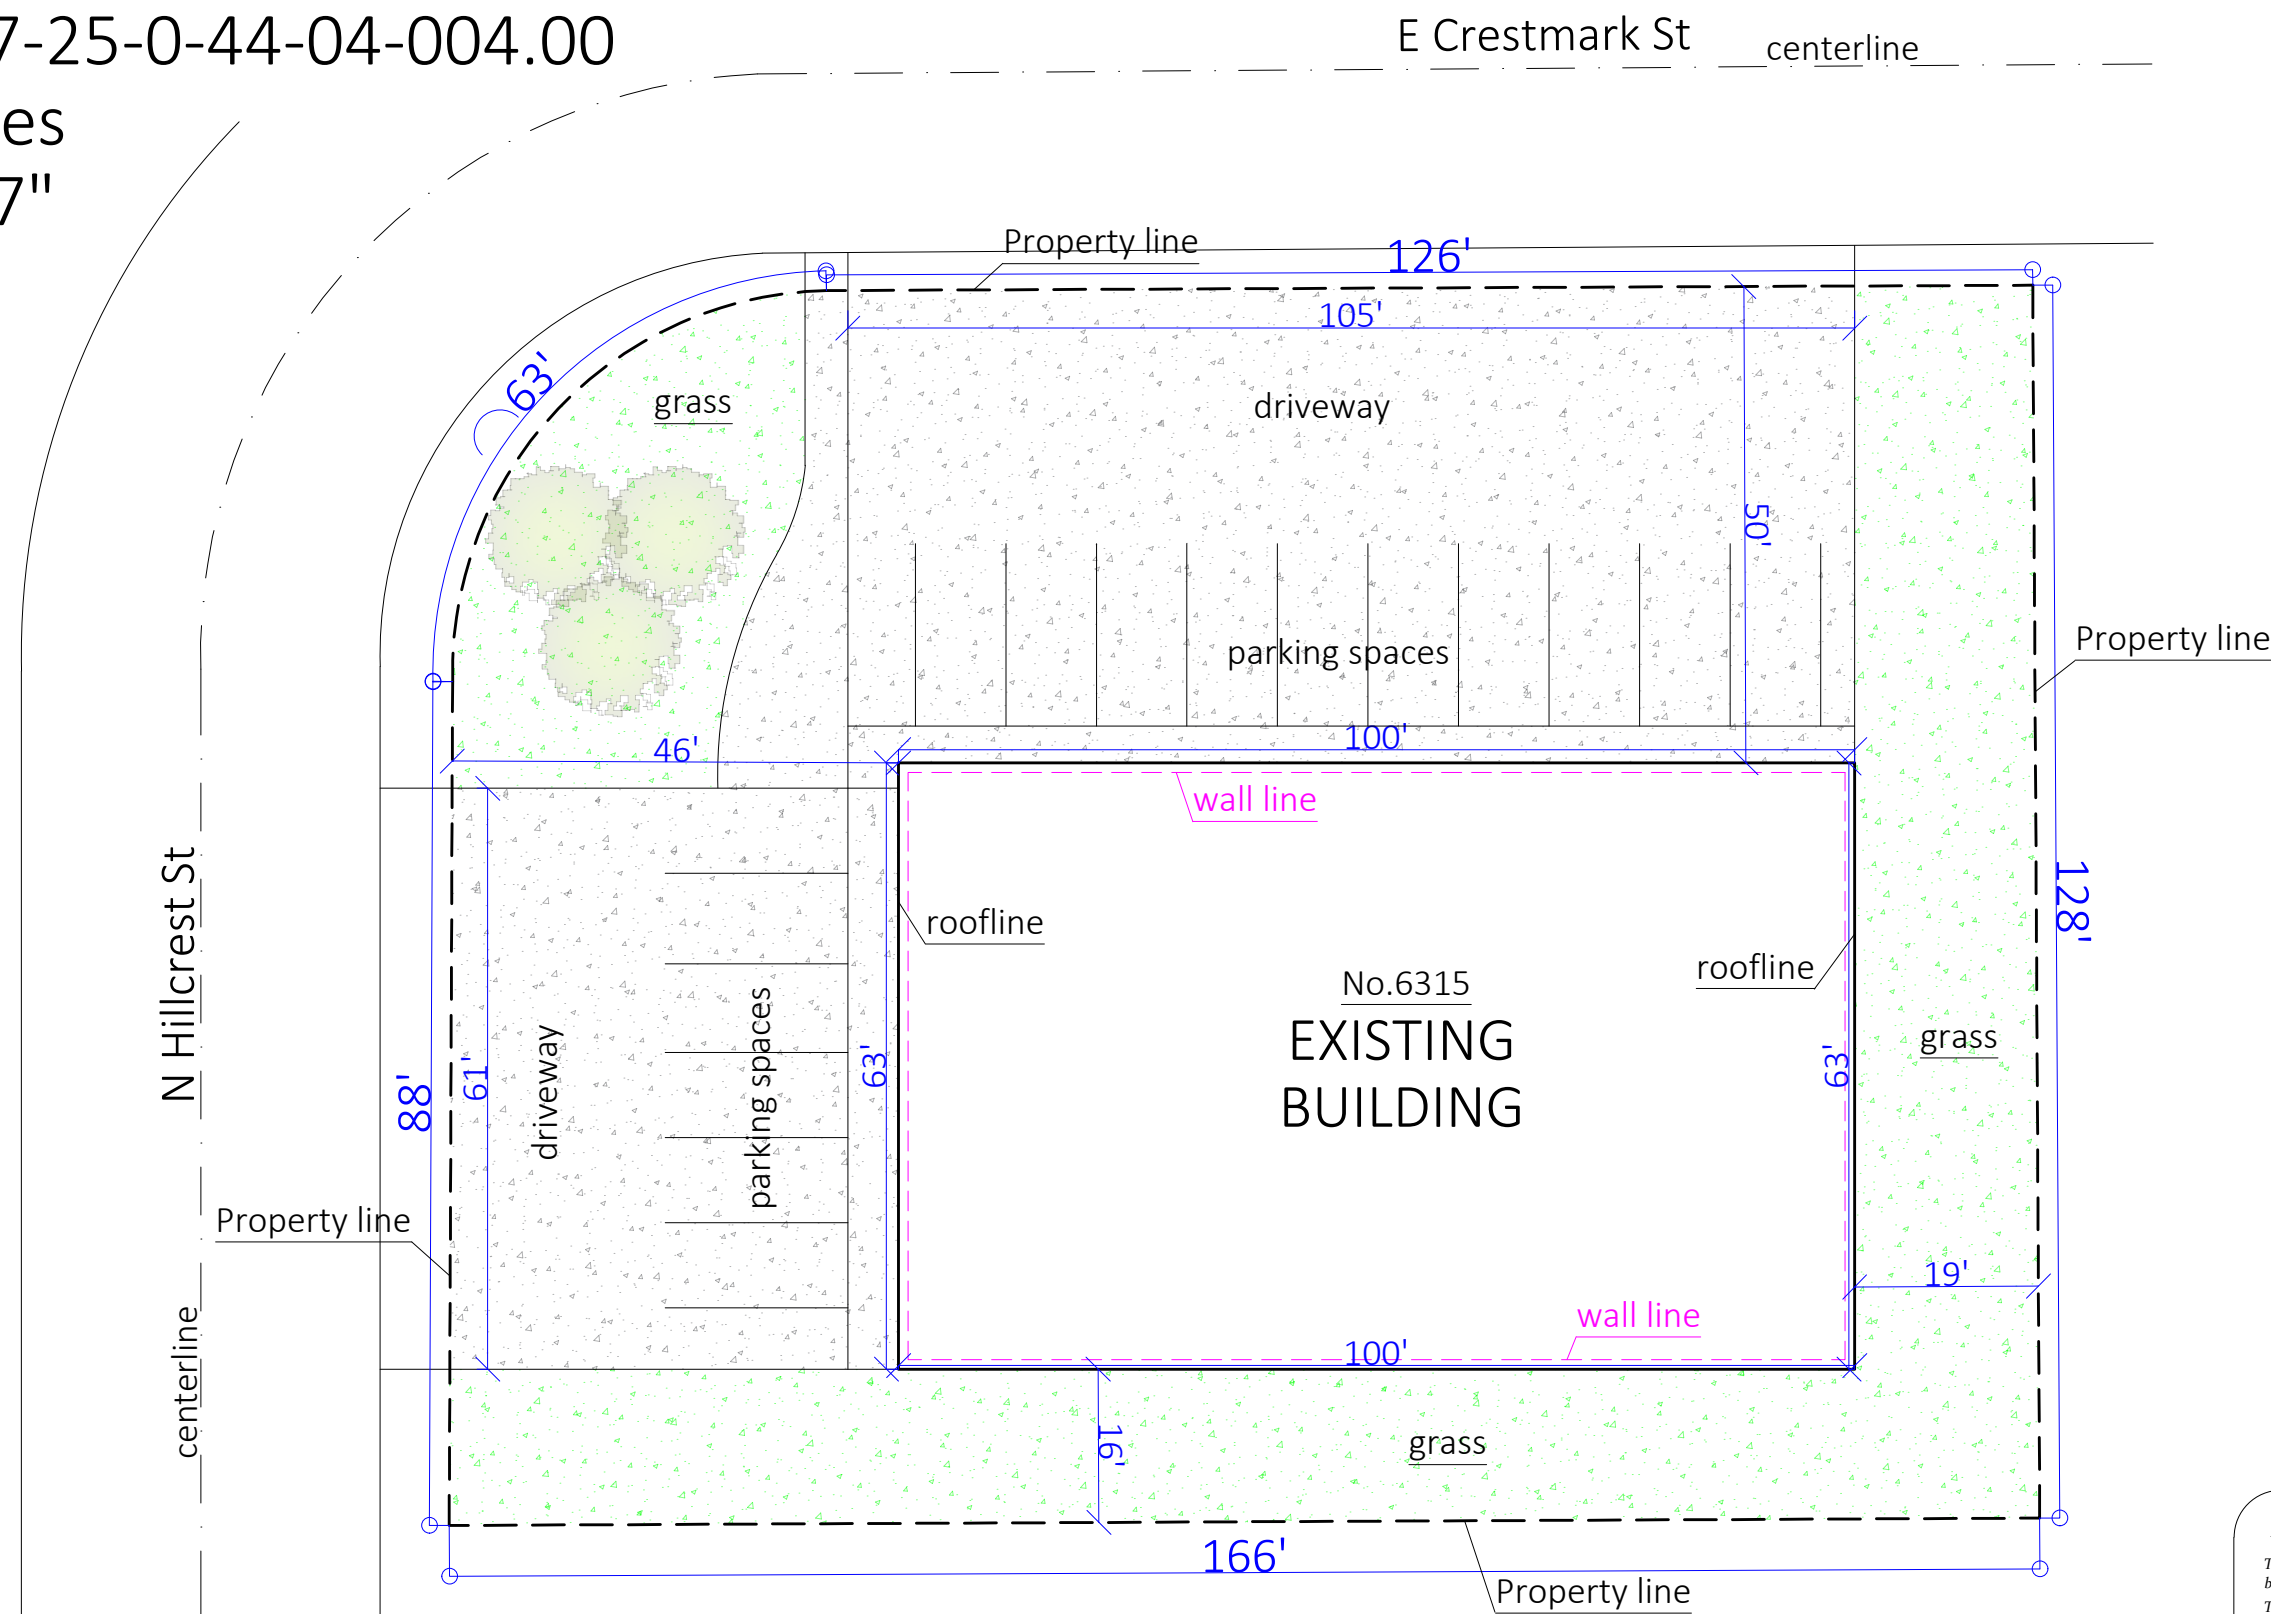 7-25-0-44-04-004.00
es
7"
E Crestmark St
centerline
Property line
126'
105'
63'
grass
driveway
50'
parking spaces
Property line
46'
100'
wall line
N Hillcrest St
roofline
128'
No.6315
EXISTING
BUILDING
roofline
grass
88'
61'
driveway
parking spaces
63'
63'
Property line
centerline
19'
wall line
100'
16'
grass
166'
Property line
T
b
T